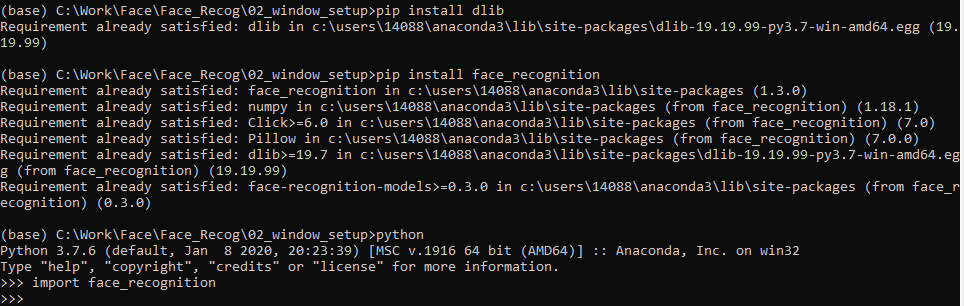 (base) C:\Work\Face\Face_Recog\02_window_setup>pip install dlib
Requirement already satisfied: dlib in c:\users\14088\anaconda3\lib\site-packages\dlib-19.19.99-py3.7-win-amd64.egg (19.
19.99)
(base) C:\Work\Face\Face_Recog\02_window_setup>pip install face_recognition
Requirement already satisfied: face_recognition in c:\users\14088\anaconda3\lib\site-packages (1.3.0)
Requirement already satisfied: numpy in c:\users\14088\anaconda3\lib\site-packages (from face_recognition) (1.18.1)
Requirement already satisfied: Click>=6.0 in c:\users\14088\anaconda3\lib\site-packages (from face_recognition) (7.0)
Requirement already satisfied: Pillow in c:\users\14088\anaconda3\lib\site-packages (from face_recognition) (7.0.0)
Requirement already satisfied: dlib>=19.7 in c:\users\14088\anaconda3\lib\site-packages\dlib-19.19.99-py3.7-win-amd64.eg
g (from face_recognition) (19.19.99)
Requirement already satisfied: face-recognition-models>=0.3.0 in c:\users\14088\anaconda3\lib\site-packages (from face_r
ecognition) (0.3.0)
(base) C:\Work\Face\Face_Recog\02_window_setup>python
Python 3.7.6 (default, Jan  8 2020, 20:23:39) [MSC v.1916 64 bit (AMD64)] :: Anaconda, Inc. on win32
Type "help", "copyright", "credits" or "license" for more information.
>>> import face_recognition
>>>